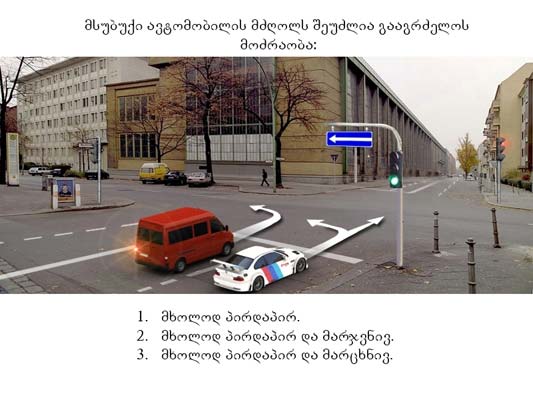 მსუბუქი ავტომობილის მძღოლს შეუძლია გააგრძელოს
მოძრაობა:
1. მხოლოდ პირდაპირ.
2. მხოლოდ პირდაპირ და მარჯვნივ.
3. მხოლოდ პირდაპირ და მარცხნივ.